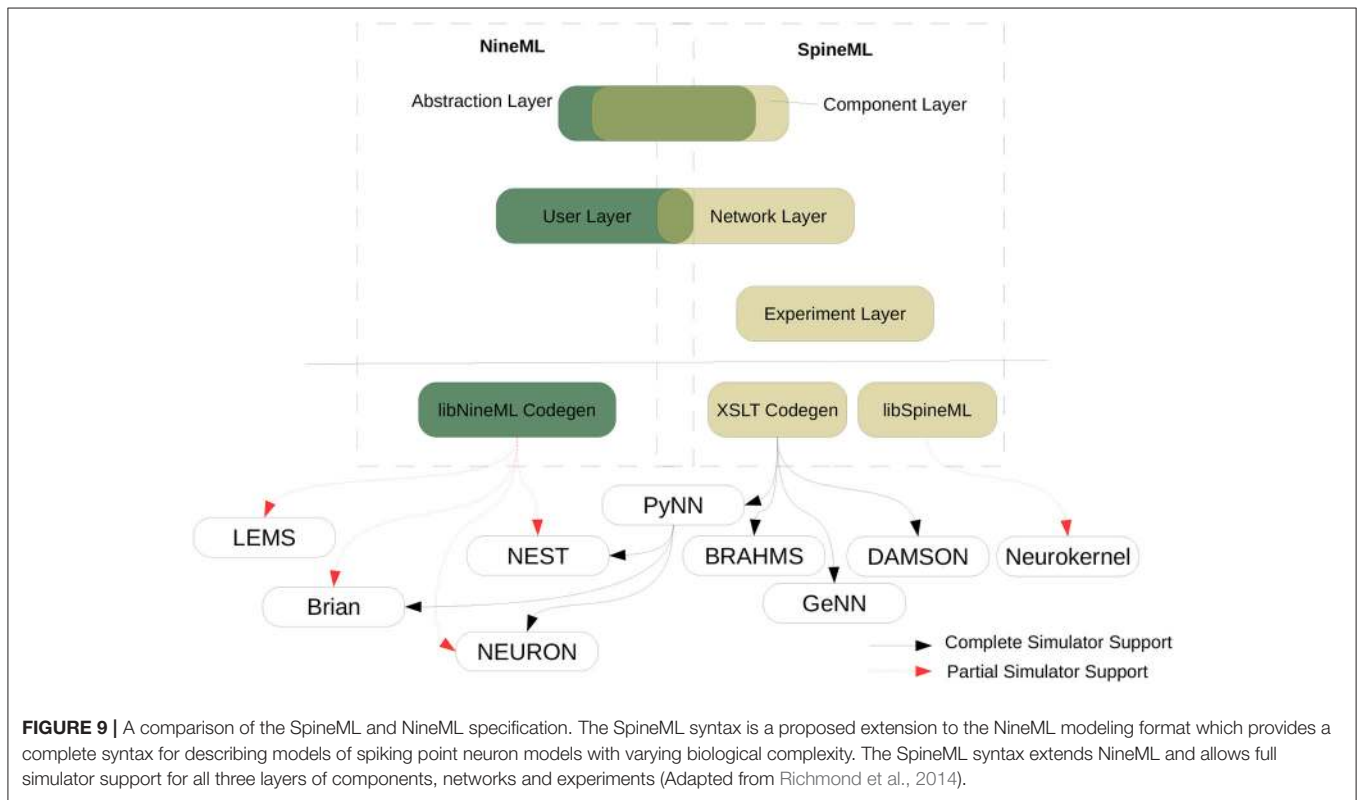 NineML
SpineML
Abstraction Layer
Component Layer
User Layer
Network Layer
Experiment Layer
libNineML Codegen
XSLT Codegen
libSpineML
PyNN
LEMS
NEST
BRAHMS
DAMSON
Neurokernel
Brian
GeNN
NEURON
Complete Simulator Support
Partial Simulator Support
FIGURE 9 | A comparison of the SpineML and NineML specification. The SpineML syntax is a proposed extension to the NineML modeling format which provides a
complete syntax for describing models of spiking point neuron models with varying biological complexity. The SpineML syntax extends NineML and allows full
simulator support for all three layers of components, networks and experiments (Adapted from Richmond et al., 2014).